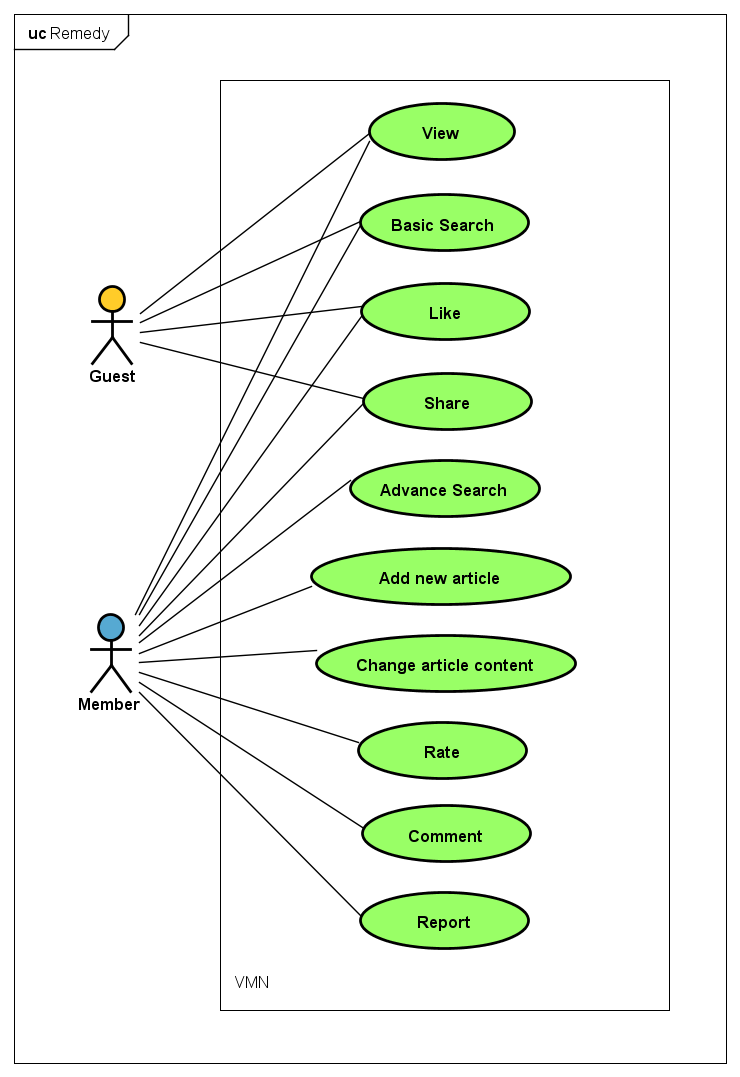 uc Remedy
View
Basic Search
Like
Guest
Share
Advance Search
Add new article
Change article content
Member
Rate
Comment
Report
VMN